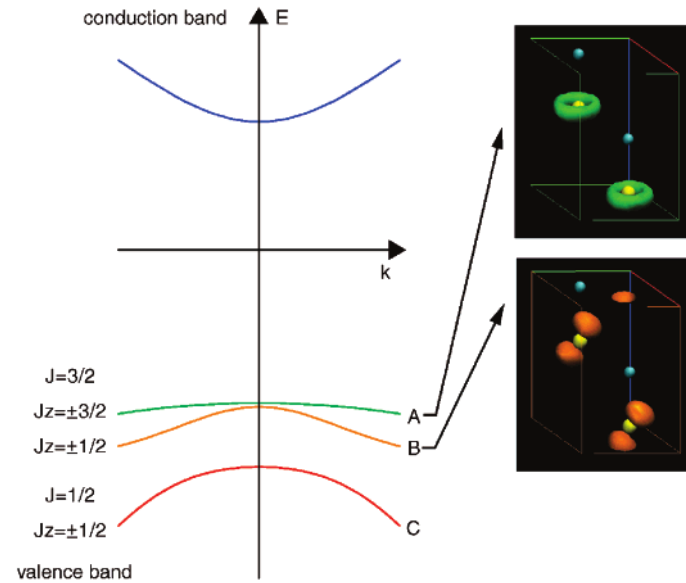 conduction band
E
k
J=3/2
Jz=±3/2
A
Jz=±1/2
B
J=1/2
Jz=±1/2
C
valence band